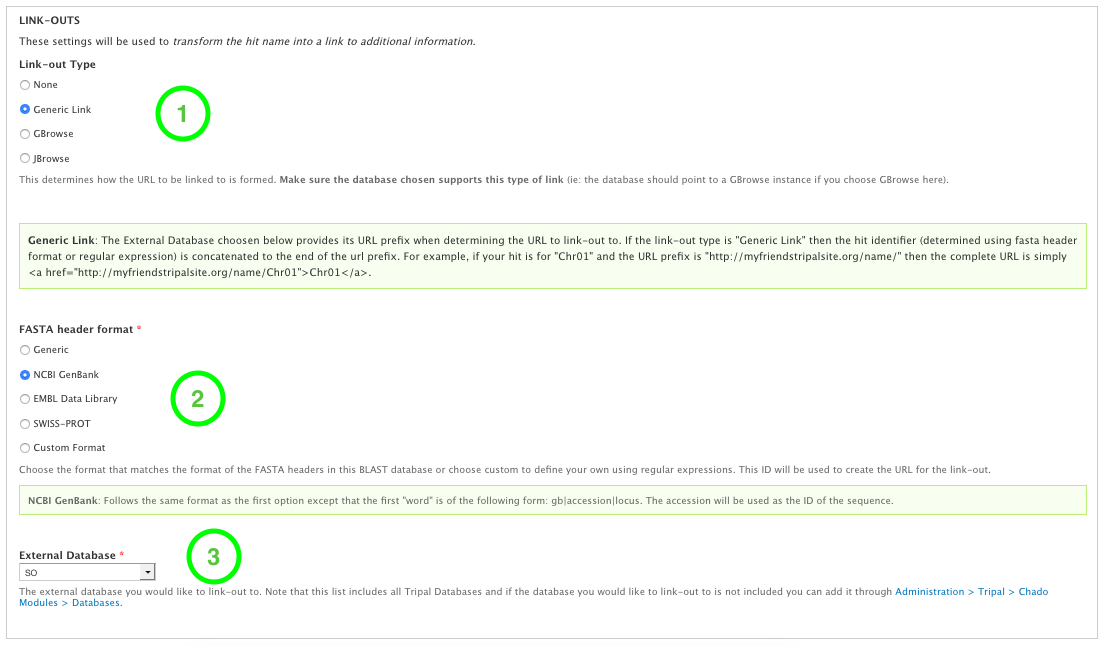 LINK-OUTS
These settings will be used to transform the hit name into a link to additional information.
Link-out Type
None
Generic Link
1
GBrowse
JBrowse
This determines how the URL to be linked to is formed. Make sure the database chosen supports this type of link (ie: the database should point to a GBrowse instance if you choose GBrowse here).
Generic Link: The External Database choosen below provides its URL prefix when determining the URL to link-out to. If the link-out type is "Generic Link" then the hit identifier (determined using fasta header
format or regular expression) is concatenated to the end of the url prefix. For example, if your hit is for "Chr01" and the URL prefix is "http://myfriendstripalsite.org/name/" then the complete URL is simply
<a href="http://myfriendstripalsite.org/name/Chr01">Chr01</a>.
FASTA header format *
Generic
NCBI GenBank
EMBL Data Library
2
SWISS-PROT
Custom Format
Choose the format that matches the format of the FASTA headers in this BLAST database or choose custom to define your own using regular expressions. This ID will be used to create the URL for the link-out.
NCBI GenBank: Follows the same format as the first option except that the first "word" is of the following form: gb|accession|locus. The accession will be used as the ID of the sequence.
External Database *
3
SO
The external database you would like to link-out to. Note that this list includes all Tripal Databases and if the database you would like to link-out to is not included you can add it through Administration > Tripal > Chado
Modules > Databases.